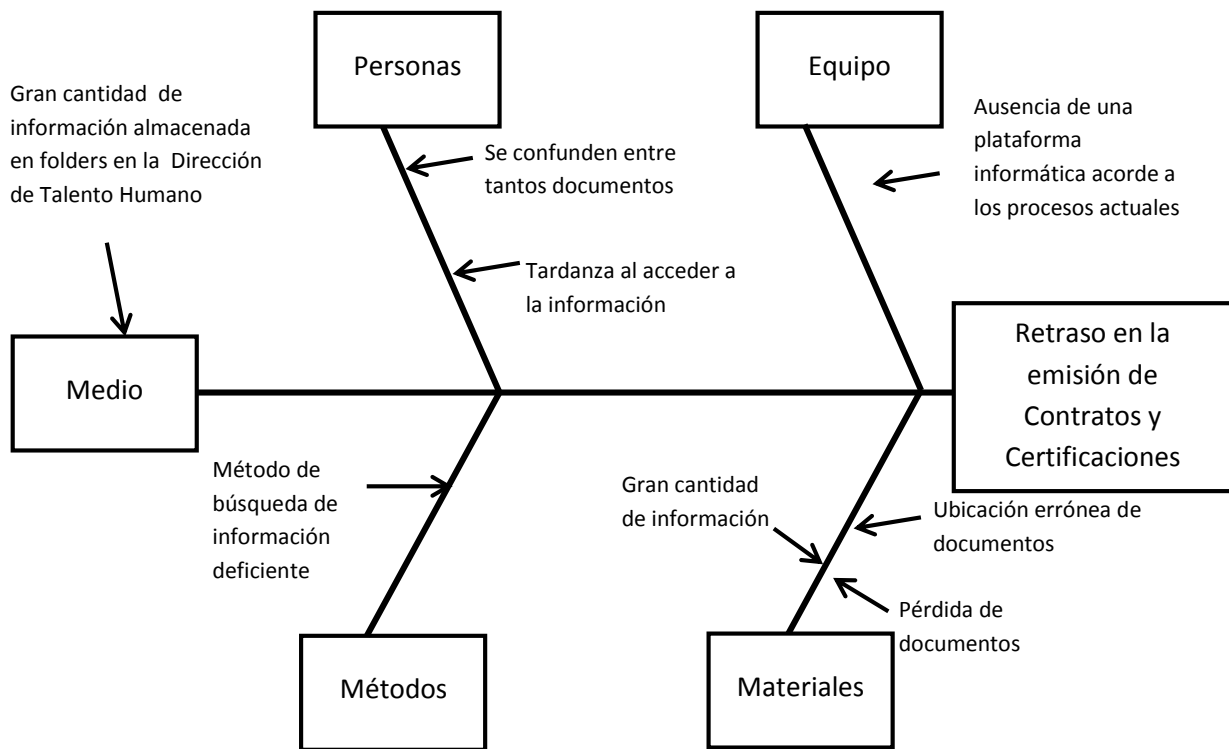 Personas
Equipo
Gran cantidad de
información almacenada
en folders en la Dirección
de Talento Humano
Se confunden entre
tantos documentos
Ausencia de una
plataforma
informática acorde a
los procesos actuales
Tardanza al acceder a
la información
Medio
Retraso en la
emisión de
Contratos y
Certificaciones
Método de
búsqueda de
información
deficiente
Gran cantidad
de información
Ubicación errónea de
documentos
Pérdida de
documentos
Métodos
Materiales